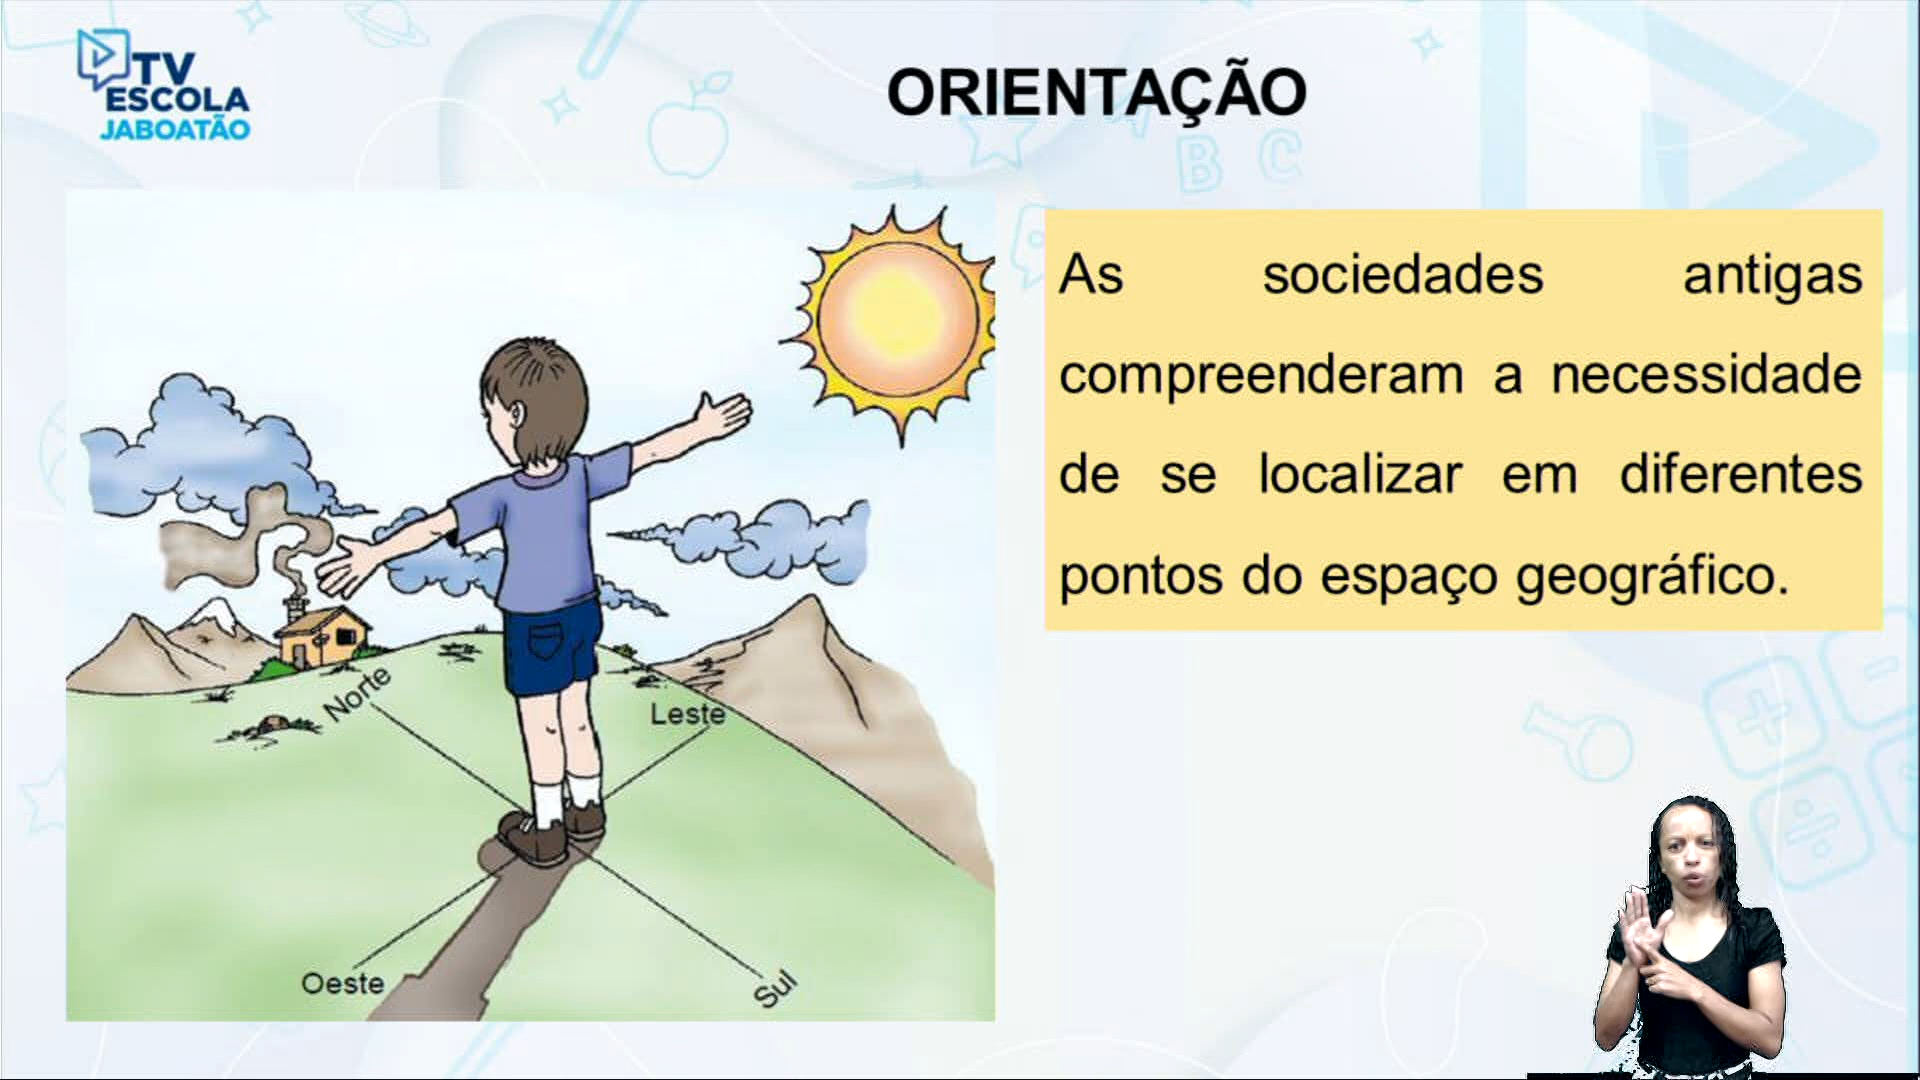 TV
ESCOLA
JABOATÃO
ORIENTAÇÃO
A
B C
As sociedades antigas
compreenderam a necessidade
de se localizar em diferentes
pontos do espaço geográfico.
Norte
Leste
Oeste
Sul